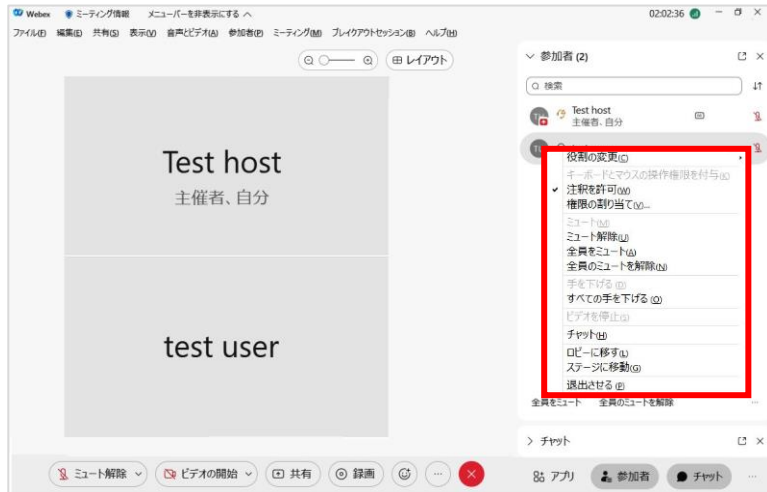 Webex ミーティング情報 メニューバーを非表示にする へ 02:02:36
ファイル(F) 編集(E) 共有(S) 表示(V) 音声とビデオ(A) 参加者(P) ミーティング(M) ブレイクアウトセッション(B) ヘルプ(H)
レイアウト
Test host
主催者、自分
test user
参加者 (2)
検索
TH Test host
主催者、自分
役割の変更(C)
キーボードとマウスの操作権限を付与(K)
注釈を許可(W)
権限の割り当て(V)...
ミュート(M)
ミュート解除(U)
全員をミュート(A)
全員のミュートを解除(N)
手を下げる (D)
すべての手を下げる (O)
ビデオを停止(S)
チャット(H)
ロビーに移す(L)
ステージに移動(G)
退出させる (P)
全員をミュート 全員のミュートを解除 ...
チャット
ミュート解除 ビデオの開始 共有 録画 ... アプリ 参加者 チャット ...